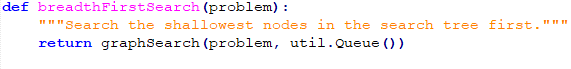 def breadthFirstSearch(problem):
    """Search the shallowest nodes in the search tree first."""
    return graphSearch(problem, util.Queue())